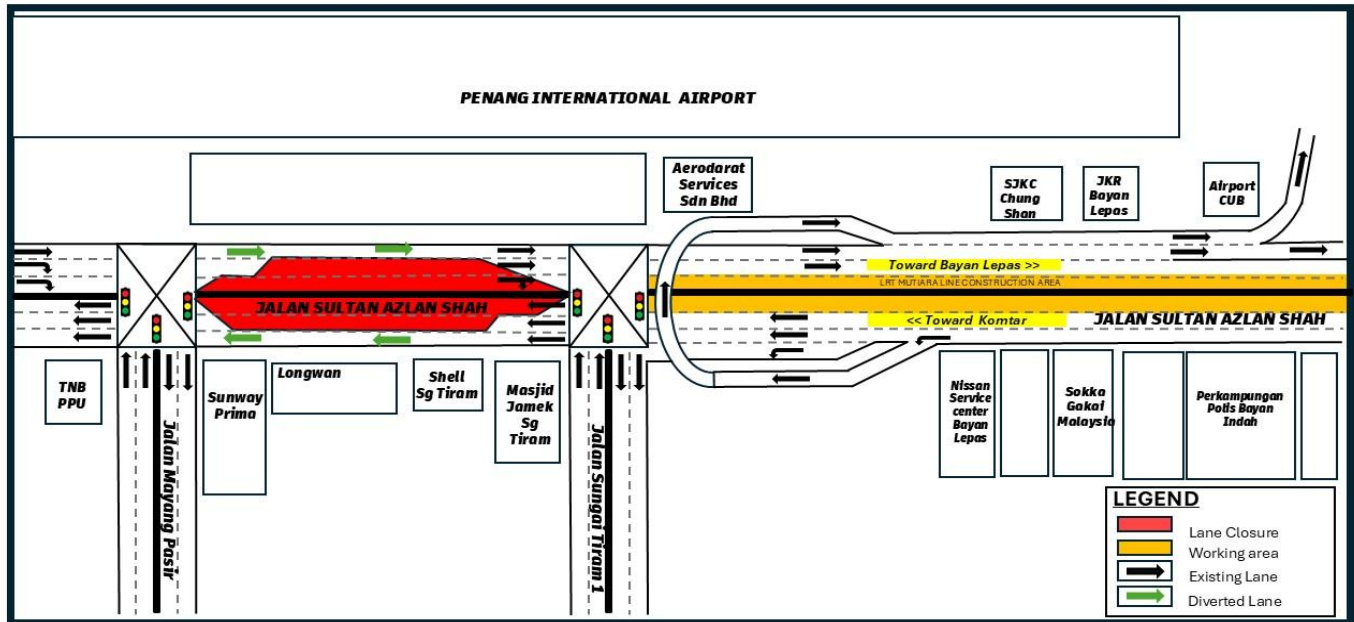 PENANG INTERNATIONAL AIRPORT
Aerodarat
Services
Sdn Bhd
SJKC
Chung
Shan
JKR
Bayan
Lepas
Airport
CUB
Toward Bayan Lepas >>
LRT MUTIARA LINE CONSTRUCTION AREA
JALAN SULTAN AZLAN SHAH
<< Toward Komtar
JALAN SULTAN AZLAN SHAH
TNB
PPU
Sunway
Prima
Longwan
Shell
Sg Tiram
Masjid
Jamek
Sg
Tiram
Nissan
Service
center
Bayan
Lepas
Sokka
Gakai
Malaysia
Perkampungan
Polis Bayan
Indah
Jalan Mayang Pasir
Jalan Sungai Tiram 1
LEGEND
Lane Closure
Working area
Existing Lane
Diverted Lane